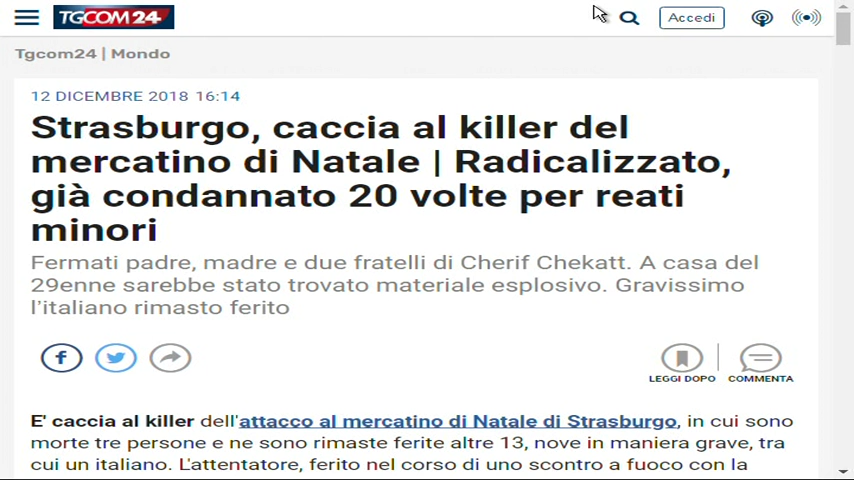 TGCOM24
Accedi
Tgcom24 | Mondo
12 DICEMBRE 2018 16:14
Strasburgo, caccia al killer del
mercatino di Natale | Radicalizzato,
già condannato 20 volte per reati
minori
Fermati padre, madre e due fratelli di Cherif Chekatt. A casa del
29enne sarebbe stato trovato materiale esplosivo. Gravissimo
l'italiano rimasto ferito
LEGGI DOPO COMMENTA
E' caccia al killer dell'attacco al mercatino di Natale di Strasburgo, in cui sono
morte tre persone e ne sono rimaste ferite altre 13, nove in maniera grave, tra
cui un italiano. L'attentatore, ferito nel corso di uno scontro a fuoco con la